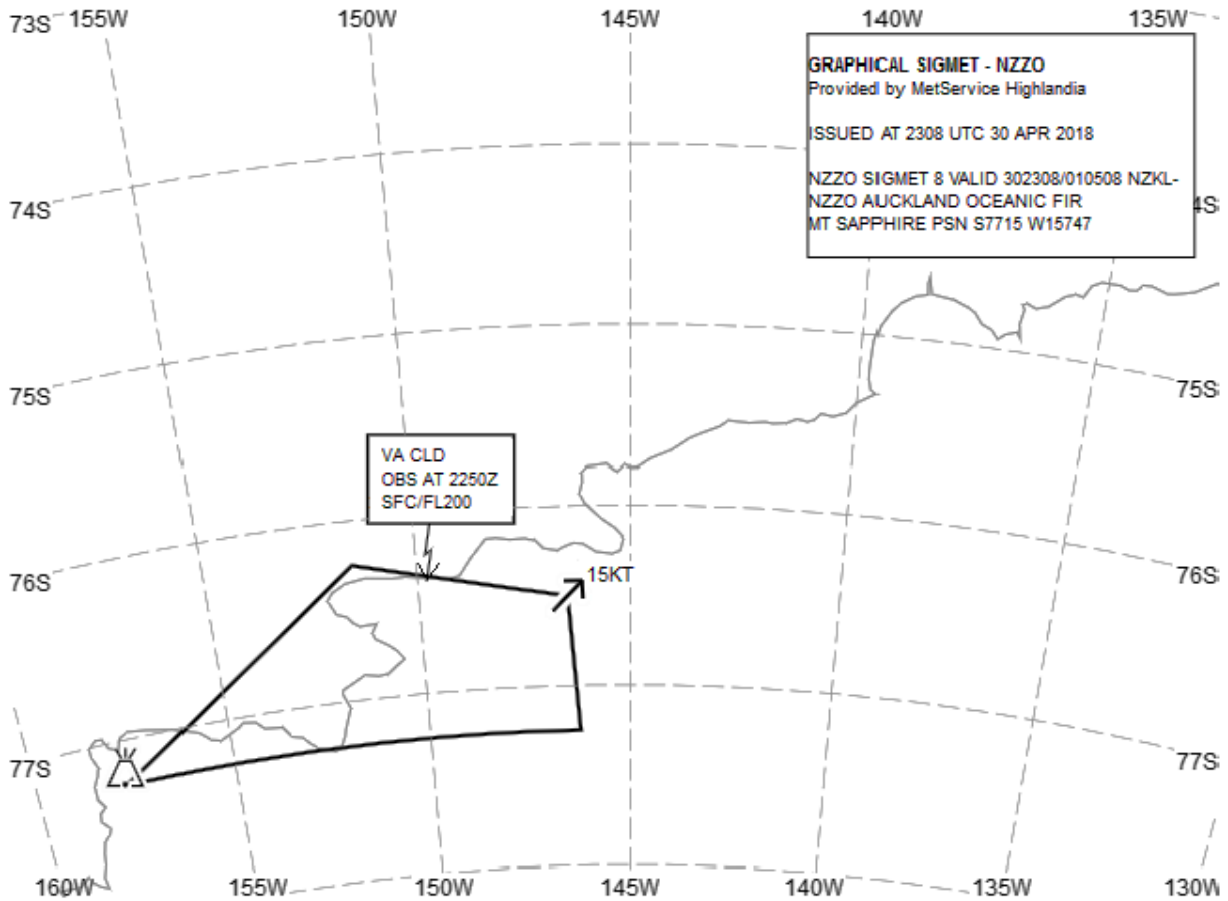 73S 155W 150W 145W 140W 135W
GRAPHICAL SIGMET - NZZO
Provided by MetService Highlandia
ISSUED AT 2308 UTC 30 APR 2018
NZZO SIGMET 8 VALID 302308/010508 NZKL-
NZZO AUCKLAND OCEANIC FIR
MT SAPPHIRE PSN S7715 W15747
74S 4S
75S 75S
VA CLD
OBS AT 2250Z
SFC/FL200
76S 15KT 76S
77S 77S
160W 155W 150W 145W 140W 135W 130W